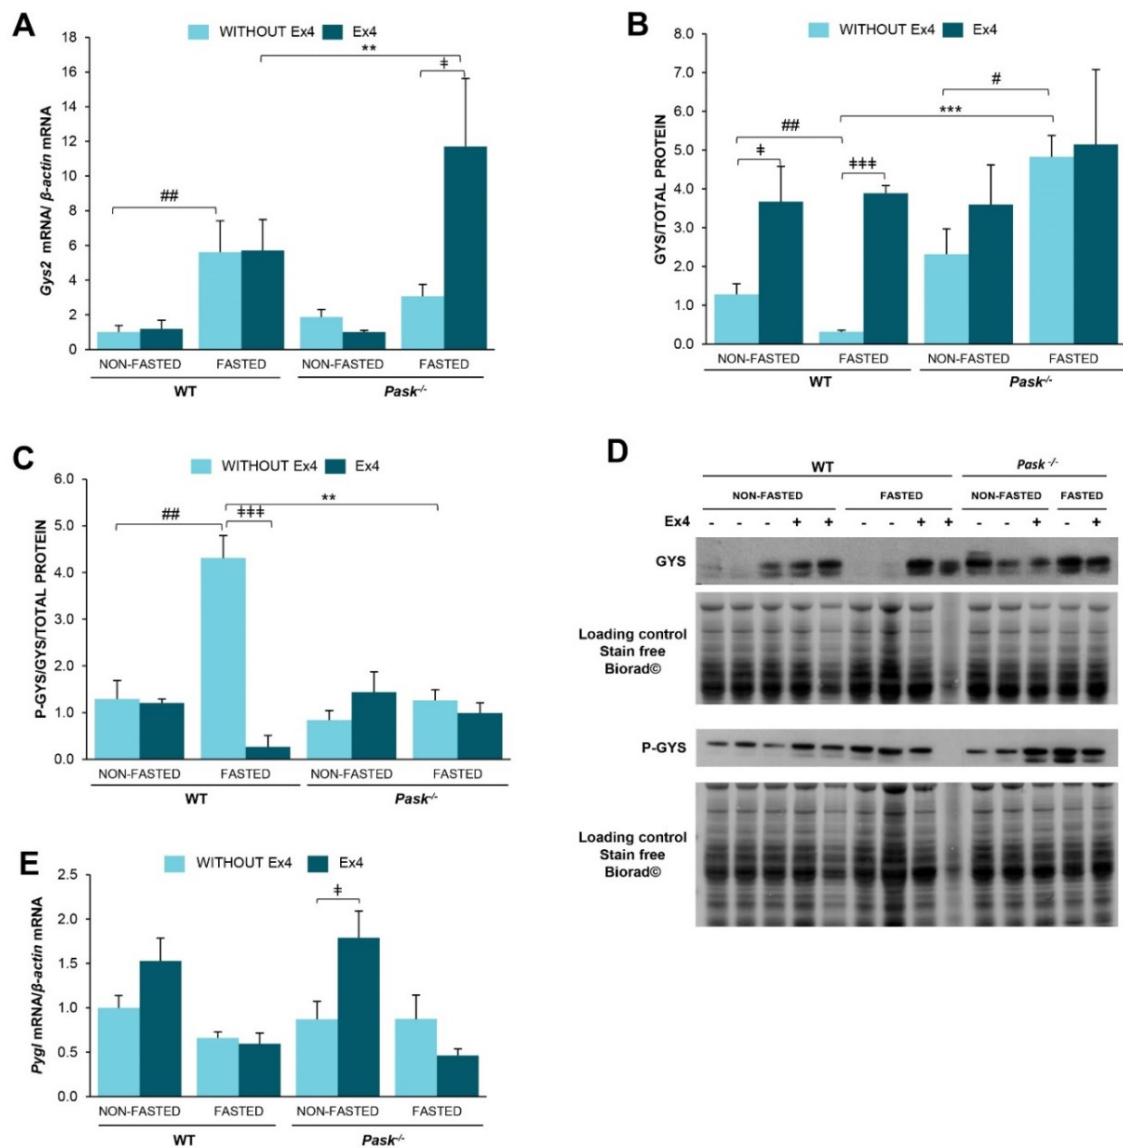 A
WITHOUT Ex4 Ex4
Gys2 mRNA/ β-actin mRNA
18
16
14
12
10
8
6
4
2
0
##
**
ǂ
NON-FASTED FASTED NON-FASTED FASTED
WT Pask-/-
B
WITHOUT Ex4 Ex4
GYS/TOTAL PROTEIN
8.0
7.0
6.0
5.0
4.0
3.0
2.0
1.0
0.0
#
***
##
ǂ ǂǂǂ
NON-FASTED FASTED NON-FASTED FASTED
WT Pask-/-
C
WITHOUT Ex4 Ex4
P-GYS/GYS/TOTAL PROTEIN
6.0
5.0
4.0
3.0
2.0
1.0
0.0
**
## ǂǂǂ
NON-FASTED FASTED NON-FASTED FASTED
WT Pask-/-
D
WT Pask -/-
NON-FASTED FASTED NON-FASTED FASTED
Ex4 - - - + + - - + + - - + - +
GYS
Loading control
Stain free
Biorad©
P-GYS
Loading control
Stain free
Biorad©
E
WITHOUT Ex4 Ex4
Pygl mRNA/β-actin mRNA
2.5
2.0
1.5
1.0
0.5
0.0
ǂ
NON-FASTED FASTED NON-FASTED FASTED
WT Pask-/-